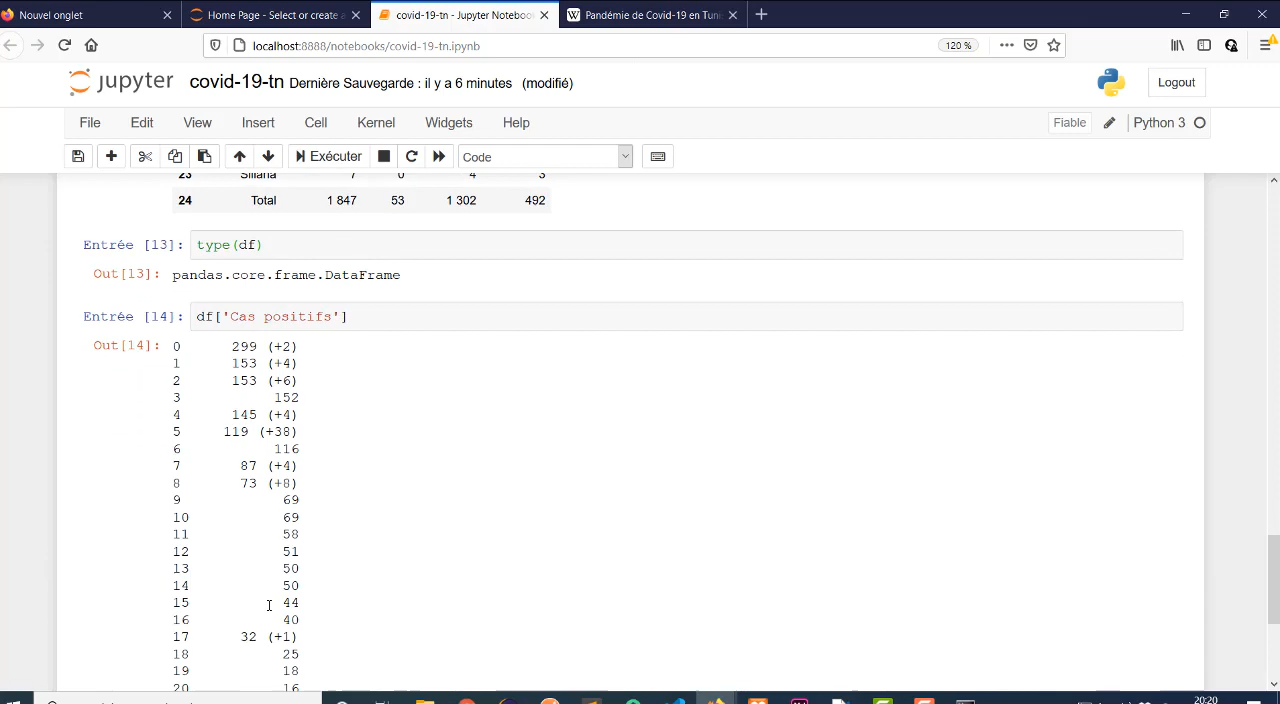 Nouvel onglet
Home Page - Select or create a
covid-19-tn - Jupyter Notebook
Pandémie de Covid-19 en Tuni
localhost:8888/notebooks/covid-19-tn.ipynb
120 %
jupyter covid-19-tn Dernière Sauvegarde : il y a 6 minutes (modifié)
Logout
File Edit View Insert Cell Kernel Widgets Help
Fiable
Python 3
Exécuter
Code
23 Siliana 7 0 4 3
24 Total 1 847 53 1 302 492
Entrée [13]: type(df)
Out[13]: pandas.core.frame.DataFrame
Entrée [14]: df['Cas positifs']
Out[14]: 0 299 (+2)
1 153 (+4)
2 153 (+6)
3 152
4 145 (+4)
5 119 (+38)
6 116
7 87 (+4)
8 73 (+8)
9 69
10 69
11 58
12 51
13 50
14 50
15 44
16 40
17 32 (+1)
18 25
19 18
20 16
20:20